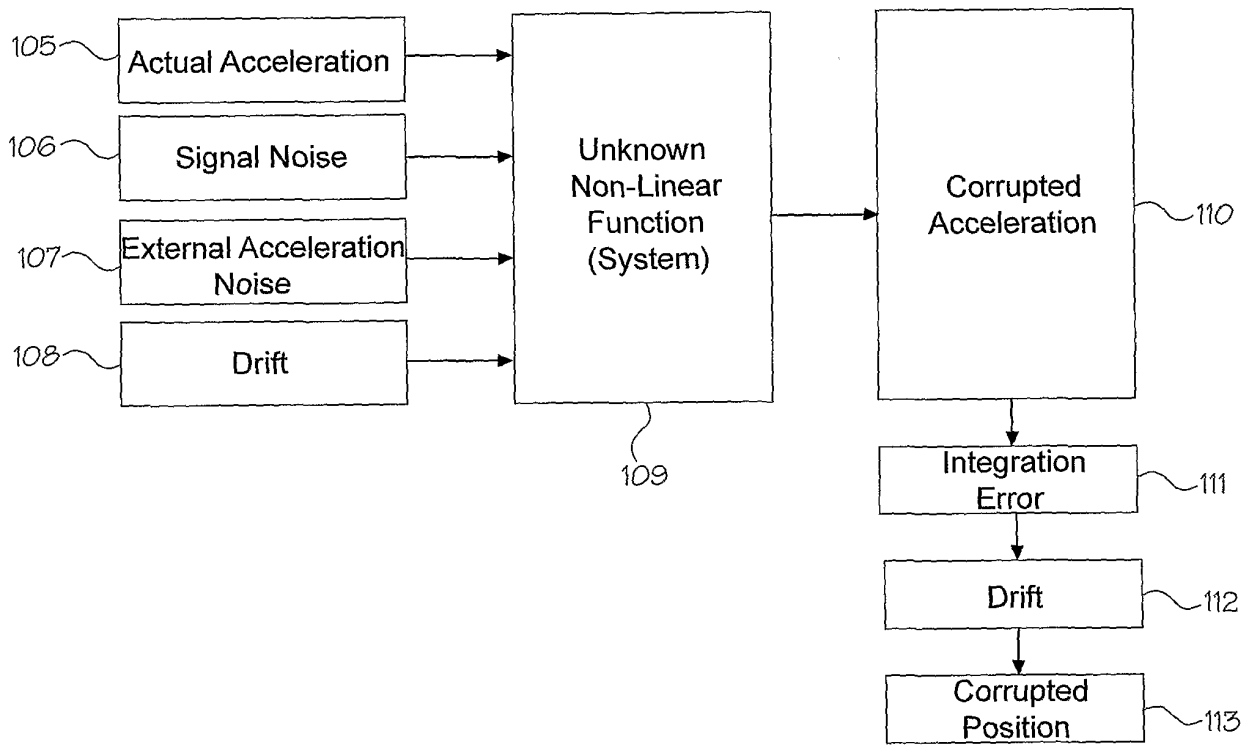 105
Actual Acceleration
106
Signal Noise
107
External Acceleration
Noise
108
Drift
Unknown
Non-Linear
Function
(System)
109
Corrupted
Acceleration
110
Integration
Error
111
Drift
112
Corrupted
Position
113